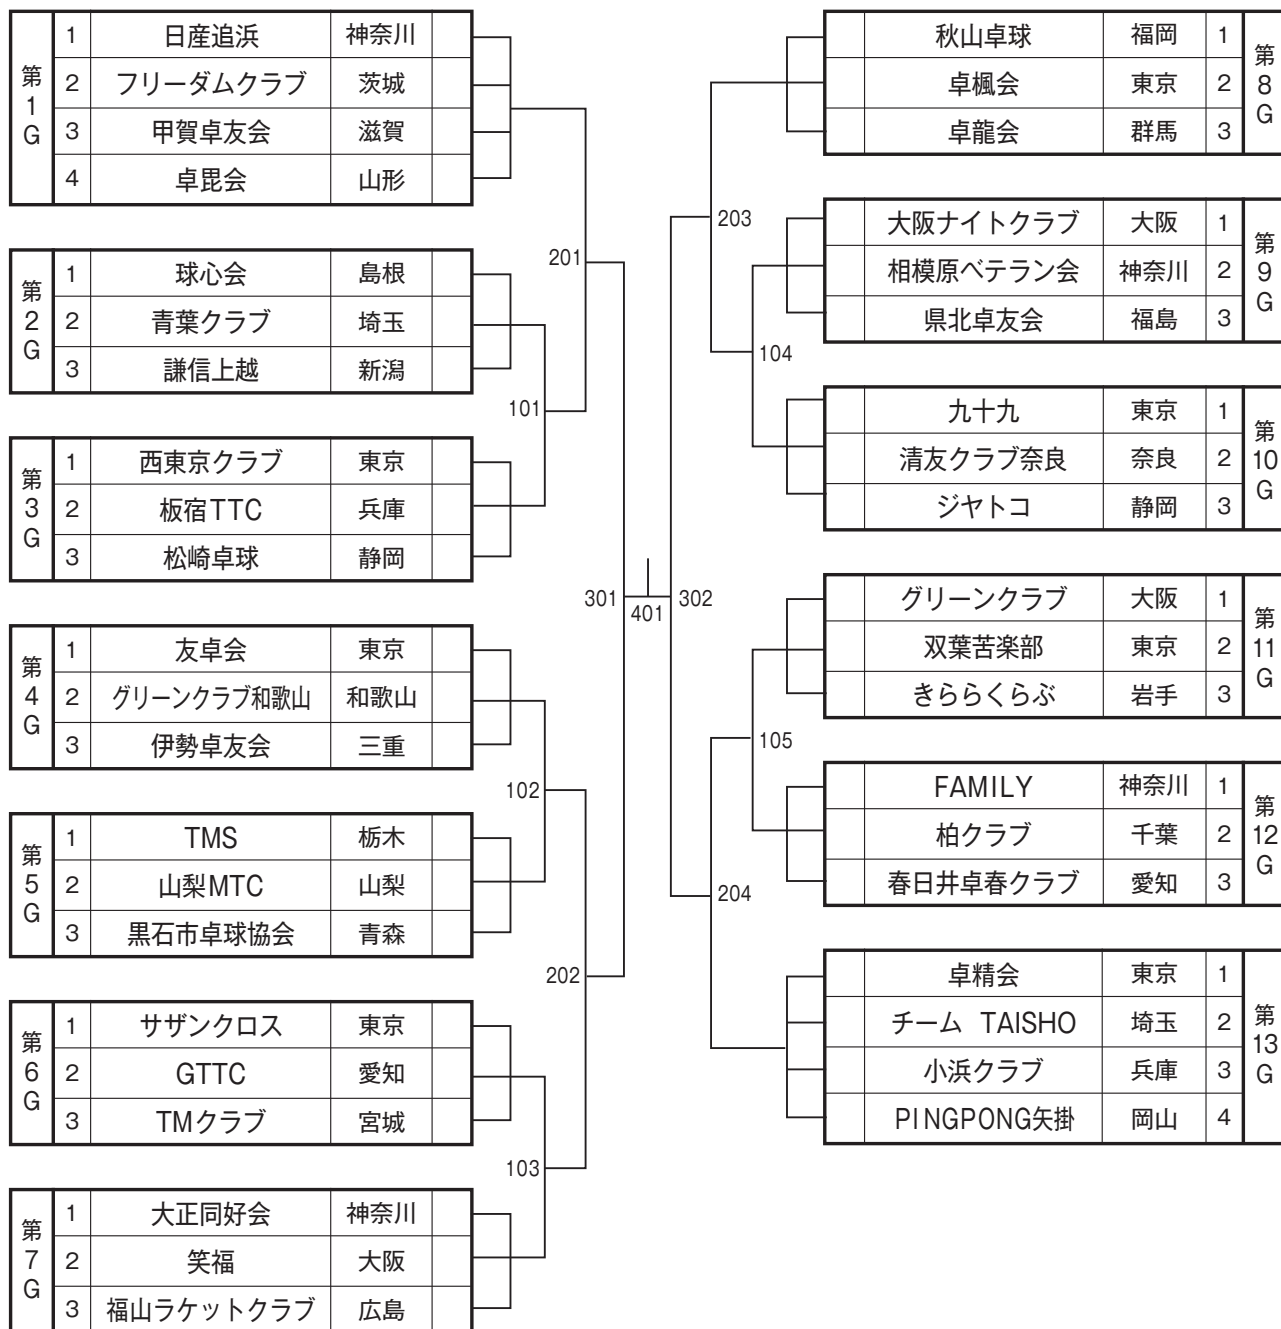 第1G
1 日産追浜 神奈川
2 フリーダムクラブ 茨城
3 甲賀卓友会 滋賀
4 卓毘会 山形
第2G
1 球心会 島根
2 青葉クラブ 埼玉
3 謙信上越 新潟
第3G
1 西東京クラブ 東京
2 板宿TTC 兵庫
3 松崎卓球 静岡
第4G
1 友卓会 東京
2 グリーンクラブ和歌山 和歌山
3 伊勢卓友会 三重
第5G
1 TMS 栃木
2 山梨MTC 山梨
3 黒石市卓球協会 青森
第6G
1 サザンクロス 東京
2 GTTC 愛知
3 TMクラブ 宮城
第7G
1 大正同好会 神奈川
2 笑福 大阪
3 福山ラケットクラブ 広島
201
101
301
102
202
103
401
302
203
104
105
204
秋山卓球 福岡 1
卓楓会 東京 2
卓龍会 群馬 3
第8G
大阪ナイトクラブ 大阪 1
相模原ベテラン会 神奈川 2
県北卓友会 福島 3
第9G
九十九 東京 1
清友クラブ奈良 奈良 2
ジヤトコ 静岡 3
第10G
グリーンクラブ 大阪 1
双葉苦楽部 東京 2
きららくらぶ 岩手 3
第11G
FAMILY 神奈川 1
柏クラブ 千葉 2
春日井卓春クラブ 愛知 3
第12G
卓精会 東京 1
チーム TAISHO 埼玉 2
小浜クラブ 兵庫 3
PINGPONG矢掛 岡山 4
第13G